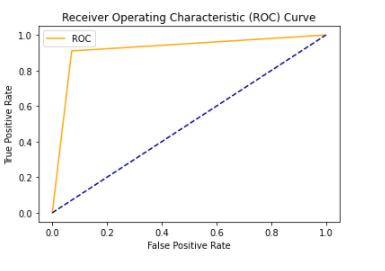 Receiver Operating Characteristic (ROC) Curve
1.0
0.8
0.6
0.4
0.2
0.0
True Positive Rate
ROC
0.0 0.2 0.4 0.6 0.8 1.0
False Positive Rate